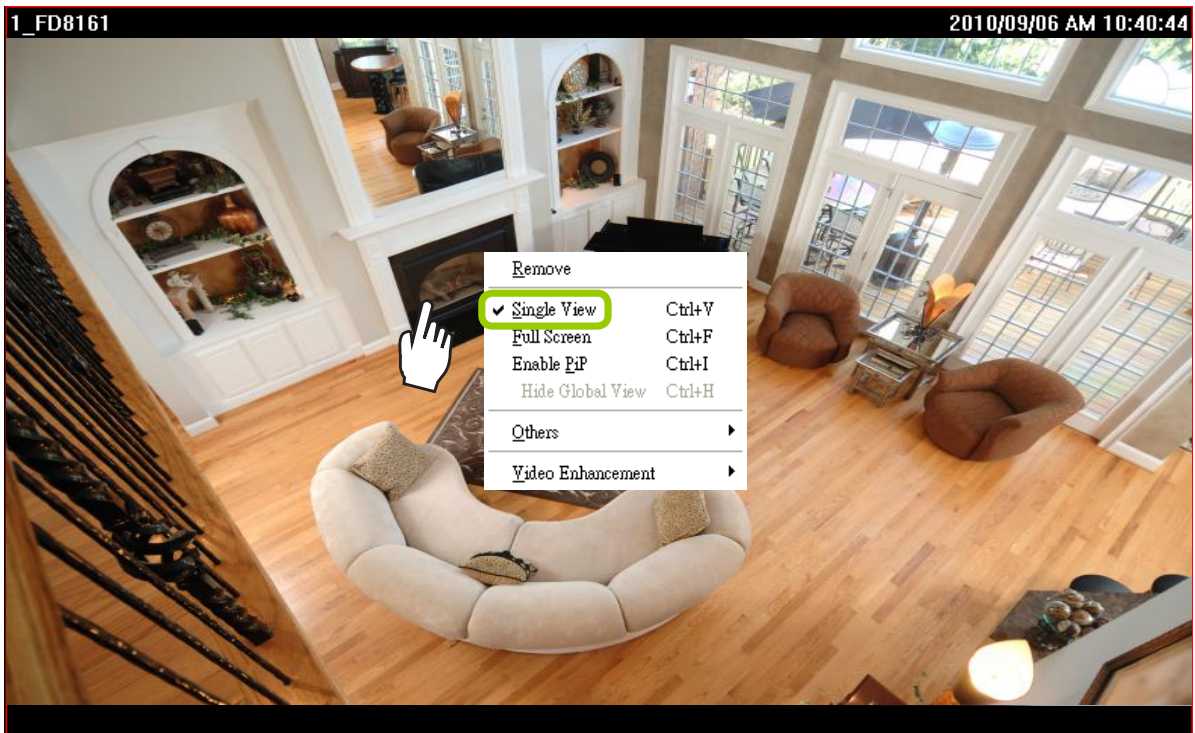 1_FD8161 2010/09/06 AM 10:40:44
Remove
Single View Ctrl+V
Full Screen Ctrl+F
Enable PiP Ctrl+I
Hide Global View Ctrl+H
Others
Video Enhancement